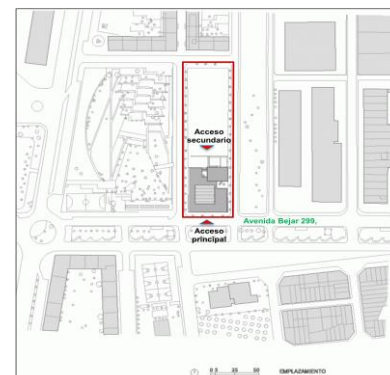 Acceso
secundario
Avenida Bejar 299,
Acceso
principal
EMPLAZAMIENTO